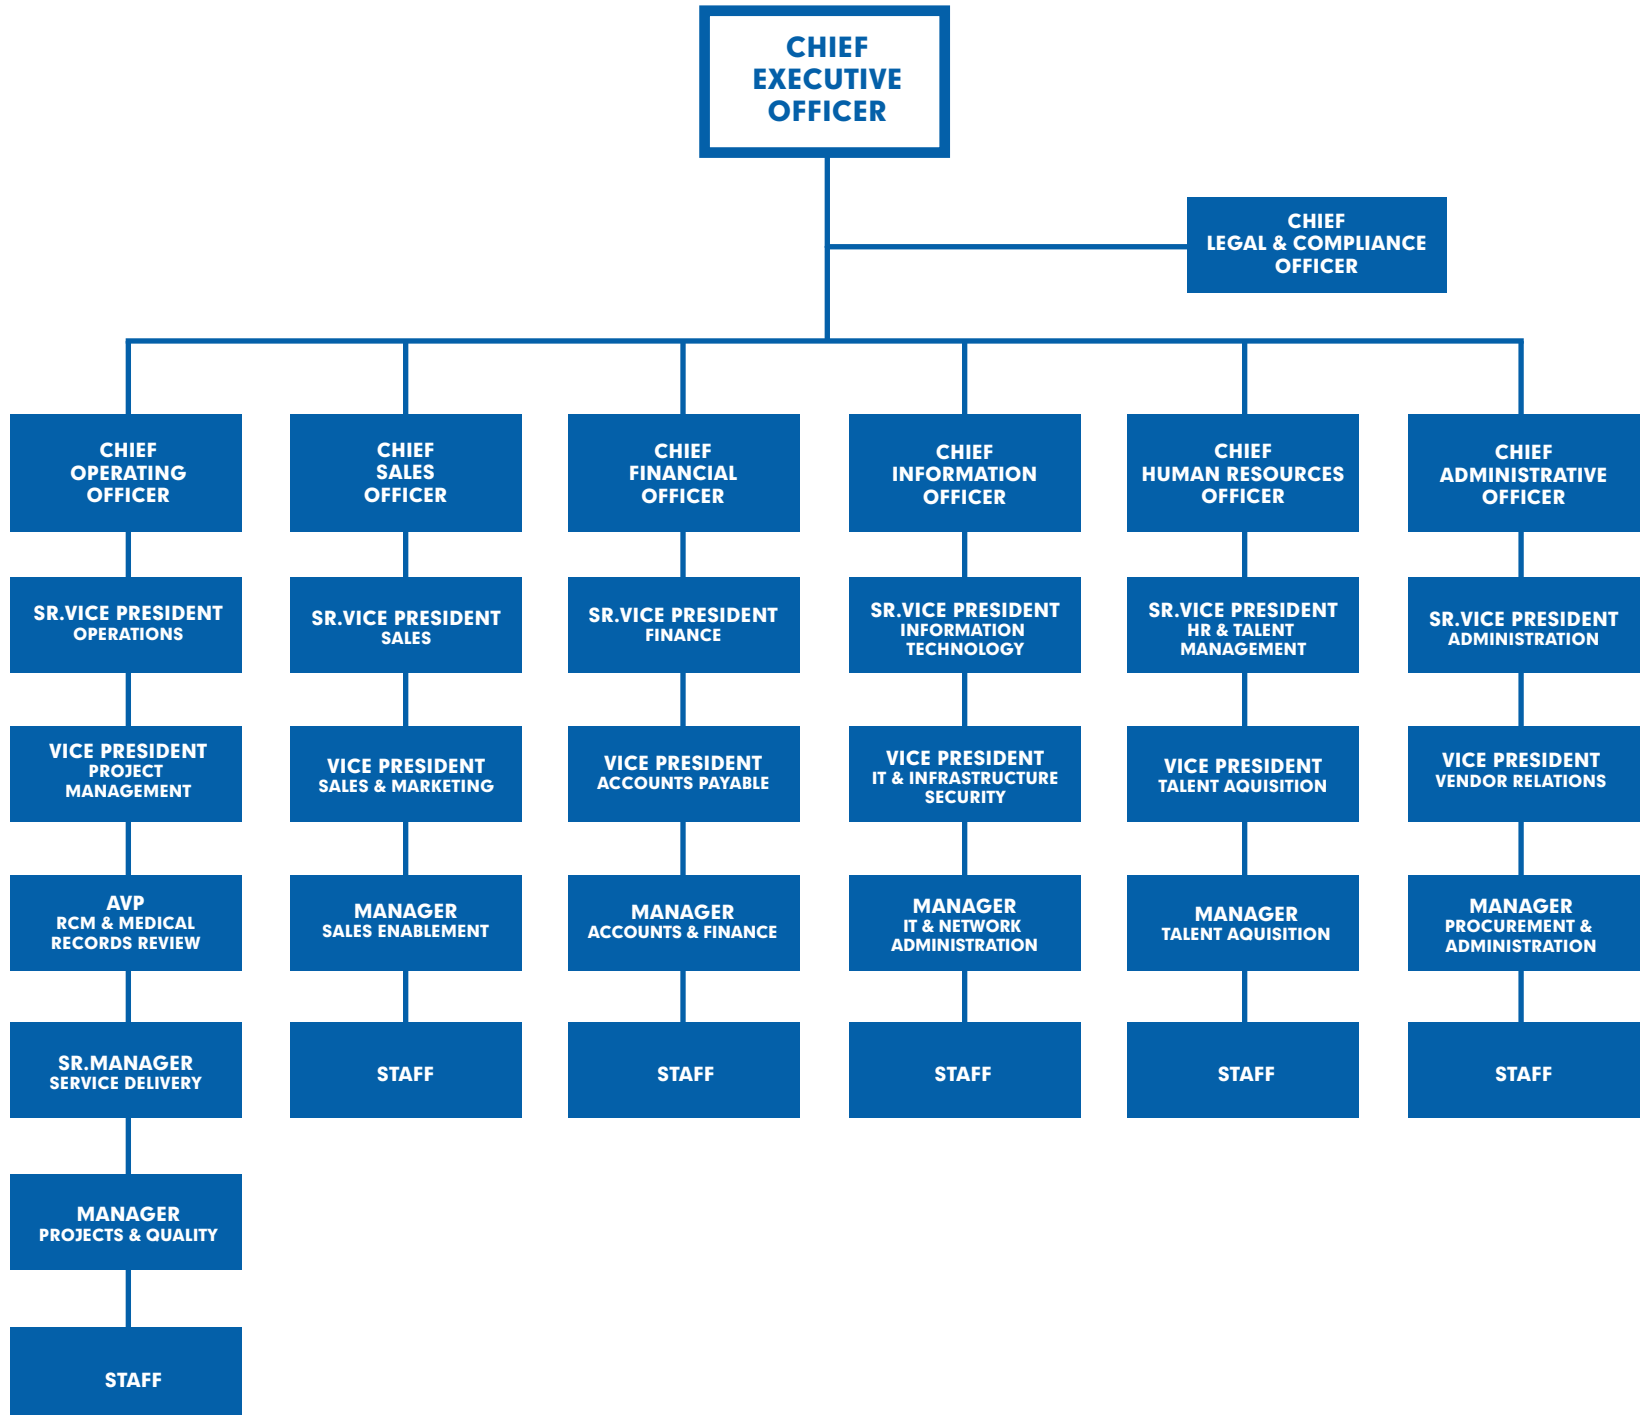 CHIEF
EXECUTIVE
OFFICER
CHIEF
LEGAL & COMPLIANCE
OFFICER
CHIEF
OPERATING
OFFICER
CHIEF
SALES
OFFICER
CHIEF
FINANCIAL
OFFICER
CHIEF
INFORMATION
OFFICER
CHIEF
HUMAN RESOURCES
OFFICER
CHIEF
ADMINISTRATIVE
OFFICER
SR.VICE PRESIDENT
OPERATIONS
SR.VICE PRESIDENT
SALES
SR.VICE PRESIDENT
FINANCE
SR.VICE PRESIDENT
INFORMATION
TECHNOLOGY
SR.VICE PRESIDENT
HR & TALENT
MANAGEMENT
SR.VICE PRESIDENT
ADMINISTRATION
VICE PRESIDENT
PROJECT
MANAGEMENT
VICE PRESIDENT
SALES & MARKETING
VICE PRESIDENT
ACCOUNTS PAYABLE
VICE PRESIDENT
IT & INFRASTRUCTURE
SECURITY
VICE PRESIDENT
TALENT AQUISITION
VICE PRESIDENT
VENDOR RELATIONS
AVP
RCM & MEDICAL
RECORDS REVIEW
MANAGER
SALES ENABLEMENT
MANAGER
ACCOUNTS & FINANCE
MANAGER
IT & NETWORK
ADMINISTRATION
MANAGER
TALENT AQUISITION
MANAGER
PROCUREMENT &
ADMINISTRATION
SR.MANAGER
SERVICE DELIVERY
STAFF
STAFF
STAFF
STAFF
STAFF
MANAGER
PROJECTS & QUALITY
STAFF